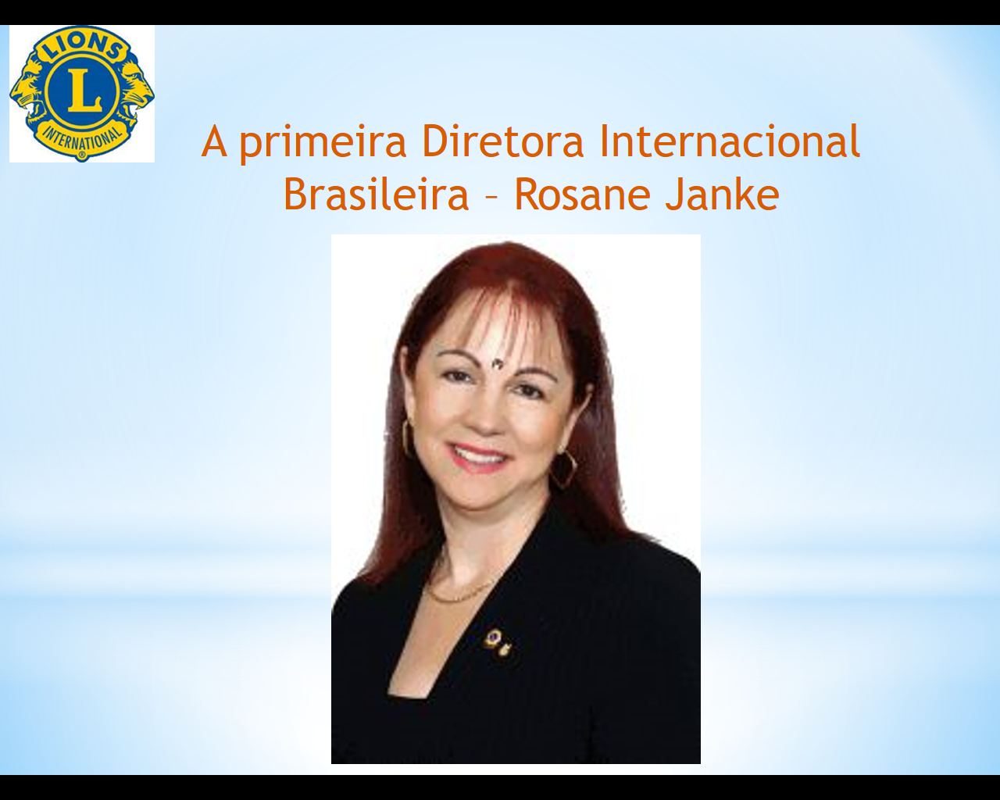 LIONS
L
INTERNATIONAL
®
A primeira Diretora Internacional
Brasileira – Rosane Janke